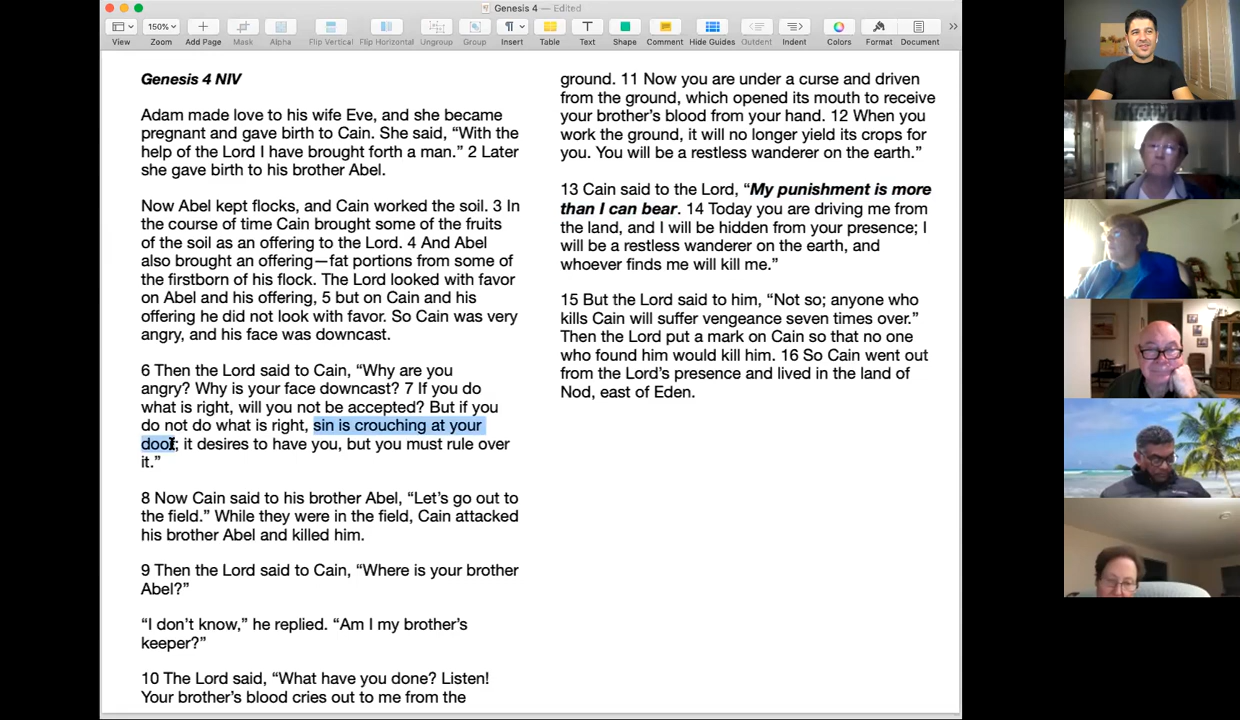 Genesis 4 — Edited
150%
View
Zoom
Add Page
Mask
Alpha
Flip Vertical
Flip Horizontal
Ungroup
Group
Insert
Table
Text
Shape
Comment
Hide Guides
Outdent
Indent
Colors
Format
Document
Genesis 4 NIV
Adam made love to his wife Eve, and she became
pregnant and gave birth to Cain. She said, “With the
help of the Lord I have brought forth a man.” 2 Later
she gave birth to his brother Abel.
Now Abel kept flocks, and Cain worked the soil. 3 In
the course of time Cain brought some of the fruits
of the soil as an offering to the Lord. 4 And Abel
also brought an offering—fat portions from some of
the firstborn of his flock. The Lord looked with favor
on Abel and his offering, 5 but on Cain and his
offering he did not look with favor. So Cain was very
angry, and his face was downcast.
6 Then the Lord said to Cain, “Why are you
angry? Why is your face downcast? 7 If you do
what is right, will you not be accepted? But if you
do not do what is right, sin is crouching at your
door; it desires to have you, but you must rule over
it.”
8 Now Cain said to his brother Abel, “Let’s go out to
the field.” While they were in the field, Cain attacked
his brother Abel and killed him.
9 Then the Lord said to Cain, “Where is your brother
Abel?”
“I don’t know,” he replied. “Am I my brother’s
keeper?”
10 The Lord said, “What have you done? Listen!
Your brother’s blood cries out to me from the
ground. 11 Now you are under a curse and driven
from the ground, which opened its mouth to receive
your brother’s blood from your hand. 12 When you
work the ground, it will no longer yield its crops for
you. You will be a restless wanderer on the earth.”
13 Cain said to the Lord, “My punishment is more
than I can bear. 14 Today you are driving me from
the land, and I will be hidden from your presence; I
will be a restless wanderer on the earth, and
whoever finds me will kill me.”
15 But the Lord said to him, “Not so; anyone who
kills Cain will suffer vengeance seven times over.”
Then the Lord put a mark on Cain so that no one
who found him would kill him. 16 So Cain went out
from the Lord’s presence and lived in the land of
Nod, east of Eden.